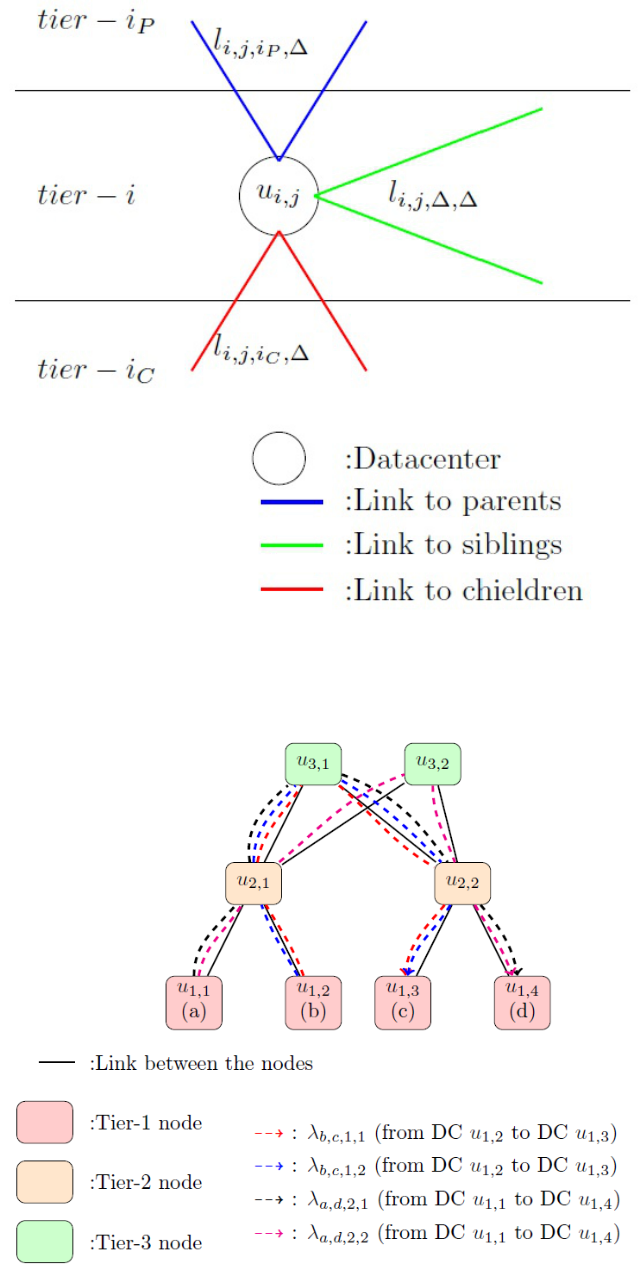 tier − i_P
l_{i,j,i_P,Δ}
tier − i
u_{i,j}
l_{i,j,Δ,Δ}
tier − i_C
l_{i,j,i_C,Δ}
:Datacenter
:Link to parents
:Link to siblings
:Link to chieldren
u_{3,1}
u_{3,2}
u_{2,1}
u_{2,2}
u_{1,1}
(a)
u_{1,2}
(b)
u_{1,3}
(c)
u_{1,4}
(d)
:Link between the nodes
:Tier-1 node
:Tier-2 node
:Tier-3 node
: λ_{b,c,1,1} (from DC u_{1,2} to DC u_{1,3})
: λ_{b,c,1,2} (from DC u_{1,2} to DC u_{1,3})
: λ_{a,d,2,1} (from DC u_{1,1} to DC u_{1,4})
: λ_{a,d,2,2} (from DC u_{1,1} to DC u_{1,4})